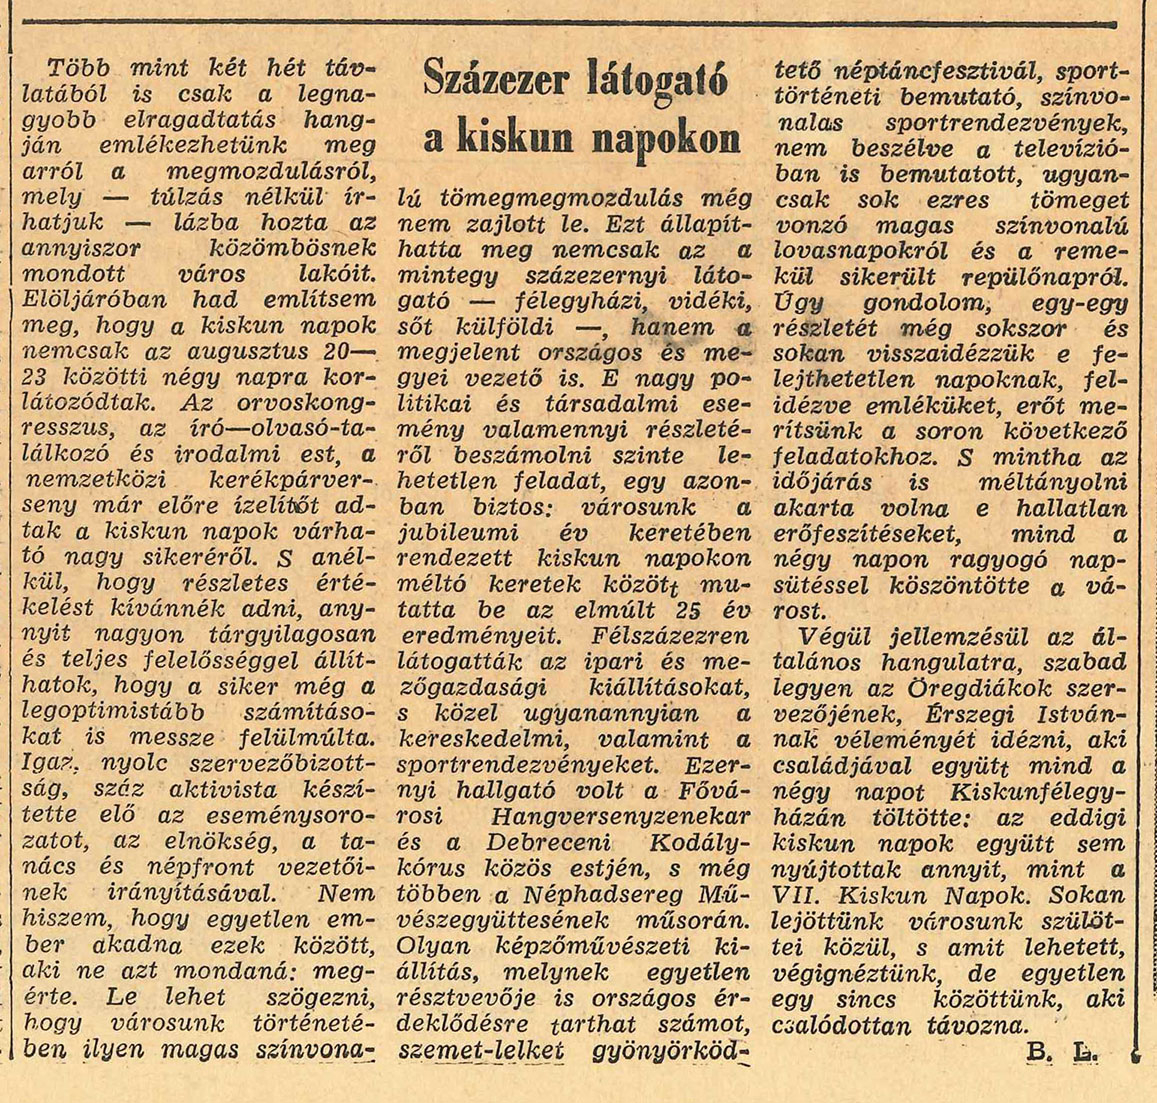 Százezer látogató
a kiskun napokon
Több mint két hét táv-
latából is csak a legna-
gyobb elragadtatás hang-
ján emlékezhetünk meg
arról a megmozdulásról,
mely — túlzás nélkül ír-
hatjuk — lázba hozta az
annyiszor közömbösnek
mondott város lakóit.
Elöljáróban had említsem
meg, hogy a kiskun napok
nemcsak az augusztus 20—
23 közötti négy napra kor-
látozódtak. Az orvoskong-
resszus, az író—olvasó-ta-
lálkozó és irodalmi est, a
nemzetközi kerékpárver-
seny már előre ízelítőt ad-
tak a kiskun napok várha-
tó nagy sikeréről. S anél-
kül, hogy részletes érté-
kelést kívánnék adni, any-
nyit nagyon tárgyilagosan
és teljes felelősséggel állít-
hatok, hogy a siker még a
legoptimistább számításo-
kat is messze felülmúlta.
Igaz, nyolc szervezőbizott-
ság, száz aktivista készí-
tette elő az eseménysoro-
zatot, az elnökség, a ta-
nács és népfront vezetői-
nek irányításával. Nem
hiszem, hogy egyetlen em-
ber akadna ezek között,
aki ne azt mondaná: meg-
érte. Le lehet szögezni,
hogy városunk történeté-
ben ilyen magas színvona-
lú tömegmegmozdulás még
nem zajlott le. Ezt állapít-
hatta meg nemcsak az a
mintegy százezernyi láto-
gató — félegyházi, vidéki,
sőt külföldi —, hanem a
megjelent országos és me-
gyei vezető is. E nagy po-
litikai és társadalmi ese-
mény valamennyi részleté-
ről beszámolni szinte le-
hetetlen feladat, egy azon-
ban biztos: városunk a
jubileumi év keretében
rendezett kiskun napokon
méltó keretek között mu-
tatta be az elmúlt 25 év
eredményeit. Félszázezren
látogatták az ipari és me-
zőgazdasági kiállításokat,
s közel ugyanannyian a
kereskedelmi, valamint a
sportrendezvényeket. Ezer-
nyi hallgató volt a Fővá-
rosi Hangversenyzenekar
és a Debreceni Kodály-
kórus közös estjén, s még
többen a Néphadsereg Mű-
vészegyüttesének műsorán.
Olyan képzőművészeti ki-
állítás, melynek egyetlen
résztvevője is országos ér-
deklődésre tarthat számot,
szemet-lelket gyönyörköd-
tető néptáncfesztivál, sport-
történeti bemutató, színvo-
nalas sportrendezvények,
nem beszélve a televízió-
ban is bemutatott, ugyan-
csak sok ezres tömeget
vonzó magas színvonalú
lovasnapokról és a reme-
kül sikerült repülőnapról.
Úgy gondolom, egy-egy
részletét még sokszor és
sokan visszaidézzük e fe-
lejthetetlen napoknak, fel-
idézve emléküket, erőt me-
rítsünk a soron következő
feladatokhoz. S mintha az
időjárás is méltányolni
akarta volna e hallatlan
erőfeszítéseket, mind a
négy napon ragyogó nap-
sütéssel köszöntötte a vá-
rost.
Végül jellemzésül az ál-
talános hangulatra, szabad
legyen az Öregdiákok szer-
vezőjének, Érszegi István-
nak véleményét idézni, aki
családjával együtt mind a
négy napot Kiskunfélegy-
házán töltötte: az eddigi
kiskun napok együtt sem
nyújtottak annyit, mint a
VII. Kiskun Napok. Sokan
lejöttünk városunk szülöt-
tei közül, s amit lehetett,
végignéztünk, de egyetlen
egy sincs közöttünk, aki
csalódottan távozna.
B. L.